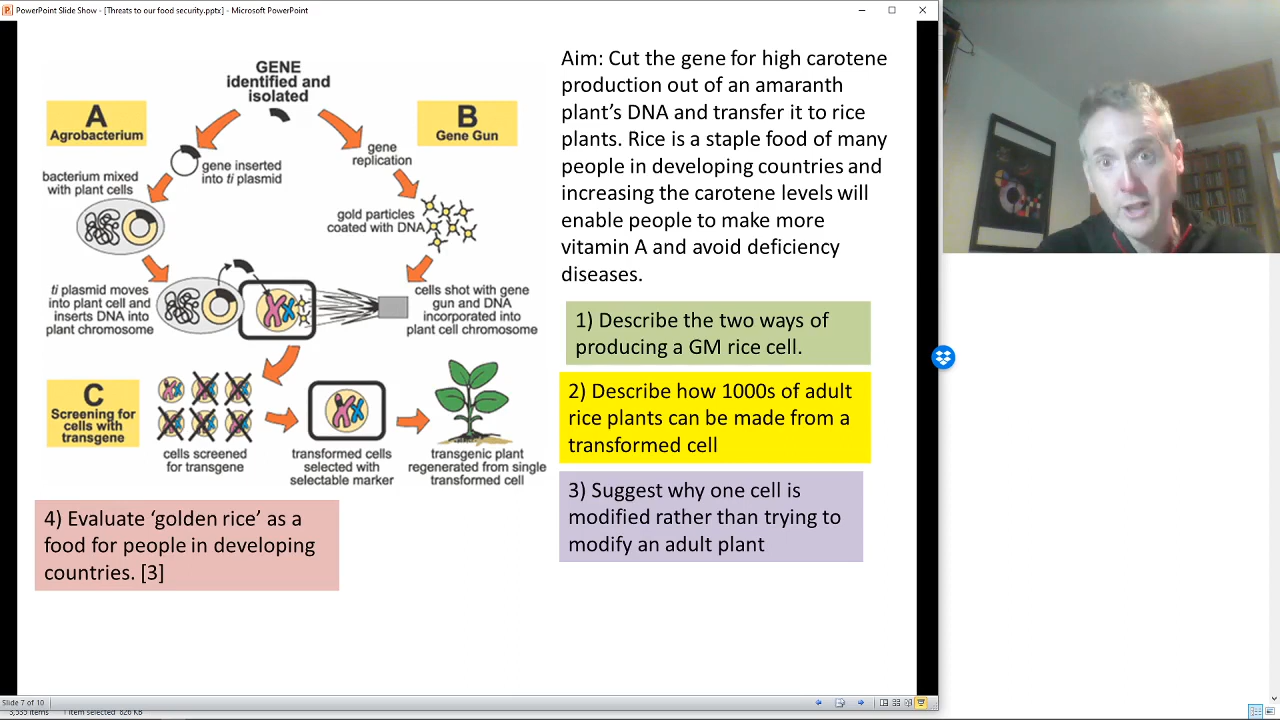 PowerPoint Slide Show - [Threats to our food security.pptx] - Microsoft PowerPoint
GENE
identified and
isolated
A
Agrobacterium
B
Gene Gun
gene inserted
into ti plasmid
gene
replication
bacterium mixed
with plant cells
gold particles
coated with DNA
ti plasmid moves
into plant cell and
inserts DNA into
plant chromosome
cells shot with gene
gun and DNA
incorporated into
plant cell chromosome
C
Screening for
cells with
transgene
cells screened
for transgene
transformed cells
selected with
selectable marker
transgenic plant
regenerated from single
transformed cell
Aim: Cut the gene for high carotene
production out of an amaranth
plant’s DNA and transfer it to rice
plants. Rice is a staple food of many
people in developing countries and
increasing the carotene levels will
enable people to make more
vitamin A and avoid deficiency
diseases.
1) Describe the two ways of
producing a GM rice cell.
2) Describe how 1000s of adult
rice plants can be made from a
transformed cell
3) Suggest why one cell is
modified rather than trying to
modify an adult plant
4) Evaluate ‘golden rice’ as a
food for people in developing
countries. [3]
Slide 7 of 10